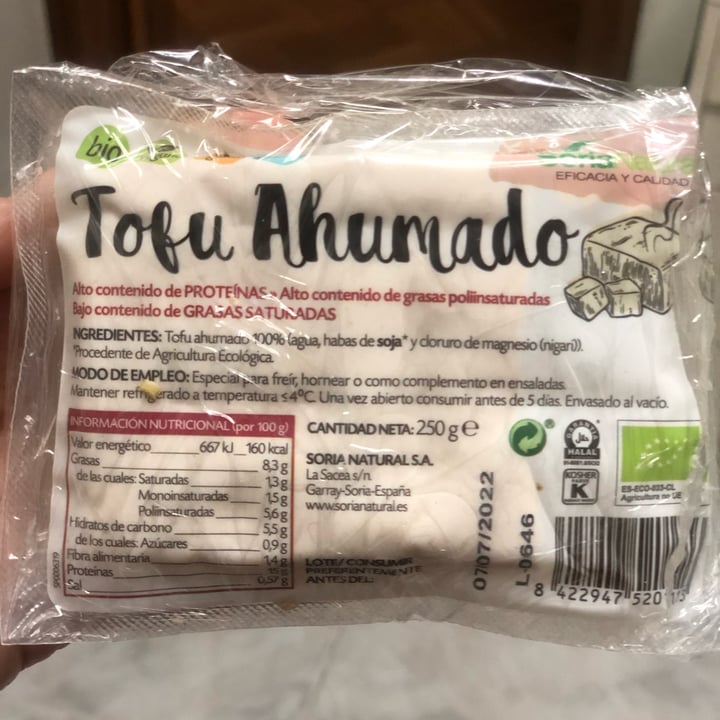 bio
EFICACIA Y CALIDAD
Tofu Ahumado
Alto contenido de PROTEÍNAS - Alto contenido de grasas poliinsaturadas
Bajo contenido de GRASAS SATURADAS
INGREDIENTES: Tofu ahumado 100% (agua, habas de soja* y cloruro de magnesio (nigari)).
*Procedente de Agricultura Ecológica.
MODO DE EMPLEO: Especial para freír, hornear o como complemento en ensaladas.
Mantener refrigerado a temperatura ≤4ºC. Una vez abierto consumir antes de 5 días. Envasado al vacío.
INFORMACIÓN NUTRICIONAL (por 100 g)
Valor energético 667 kJ 160 kcal
Grasas 8,3 g
de las cuales: Saturadas 1,3 g
Monoinsaturadas 1,5 g
Poliinsaturadas 5,6 g
Hidratos de carbono 5,5 g
de los cuales: Azúcares 0,9 g
Fibra alimentaria 1,4 g
Proteínas 15 g
Sal 0,57 g
CANTIDAD NETA: 250 g e
SORIA NATURAL S.A.
La Sacea s/n.
Garray-Soria-España
www.sorianatural.es
LOTE/CONSUMIR
PREFERENTEMENTE
ANTES DEL:
07/07/2022
L-0646
HALAL
KOSHER
PARVE
K
ES-ECO-025-CL
Agricultura no UE
8 422947 520